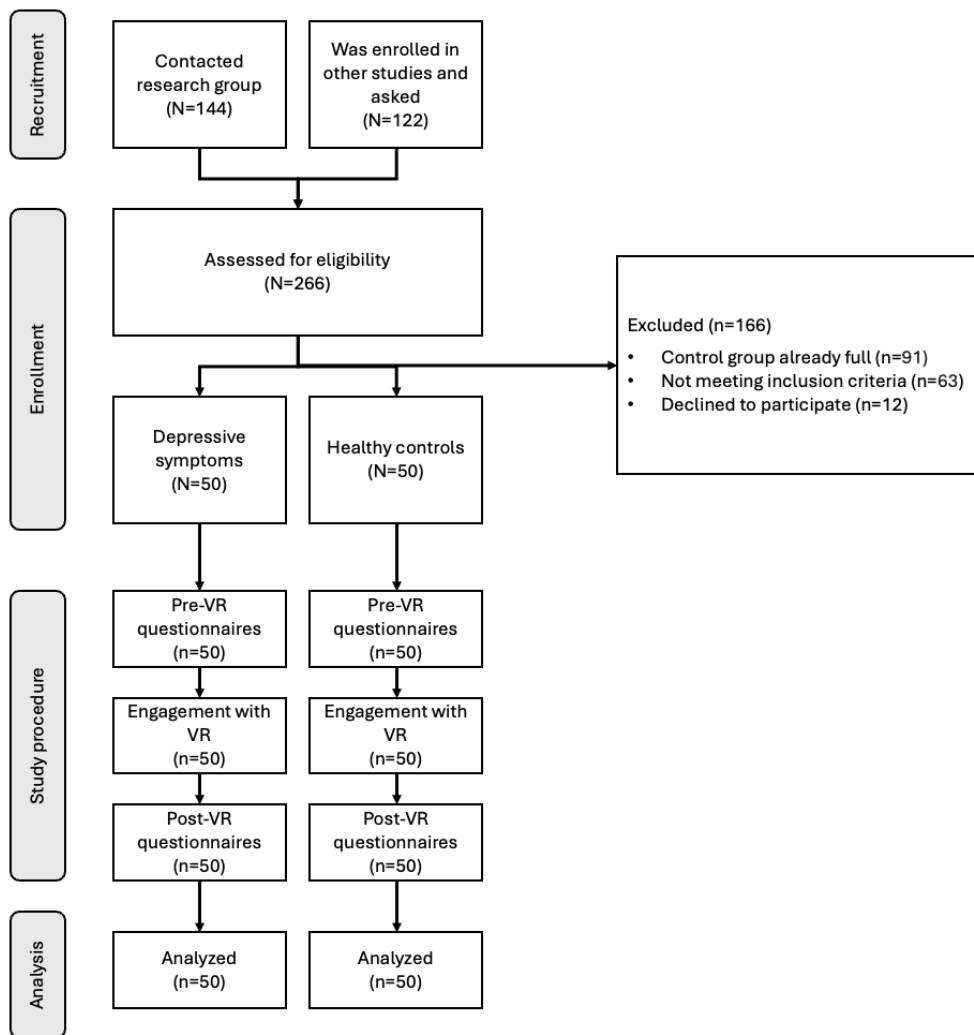 Recruitment
Contacted
research group
(N=144)
Was enrolled in
other studies and
asked
(N=122)
Enrollment
Assessed for eligibility
(N=266)
Excluded (n=166)
• Control group already full (n=91)
• Not meeting inclusion criteria (n=63)
• Declined to participate (n=12)
Depressive
symptoms
(N=50)
Healthy controls
(N=50)
Study procedure
Pre-VR
questionnaires
(n=50)
Pre-VR
questionnaires
(n=50)
Engagement with
VR
(n=50)
Engagement with
VR
(n=50)
Post-VR
questionnaires
(n=50)
Post-VR
questionnaires
(n=50)
Analysis
Analyzed
(n=50)
Analyzed
(n=50)